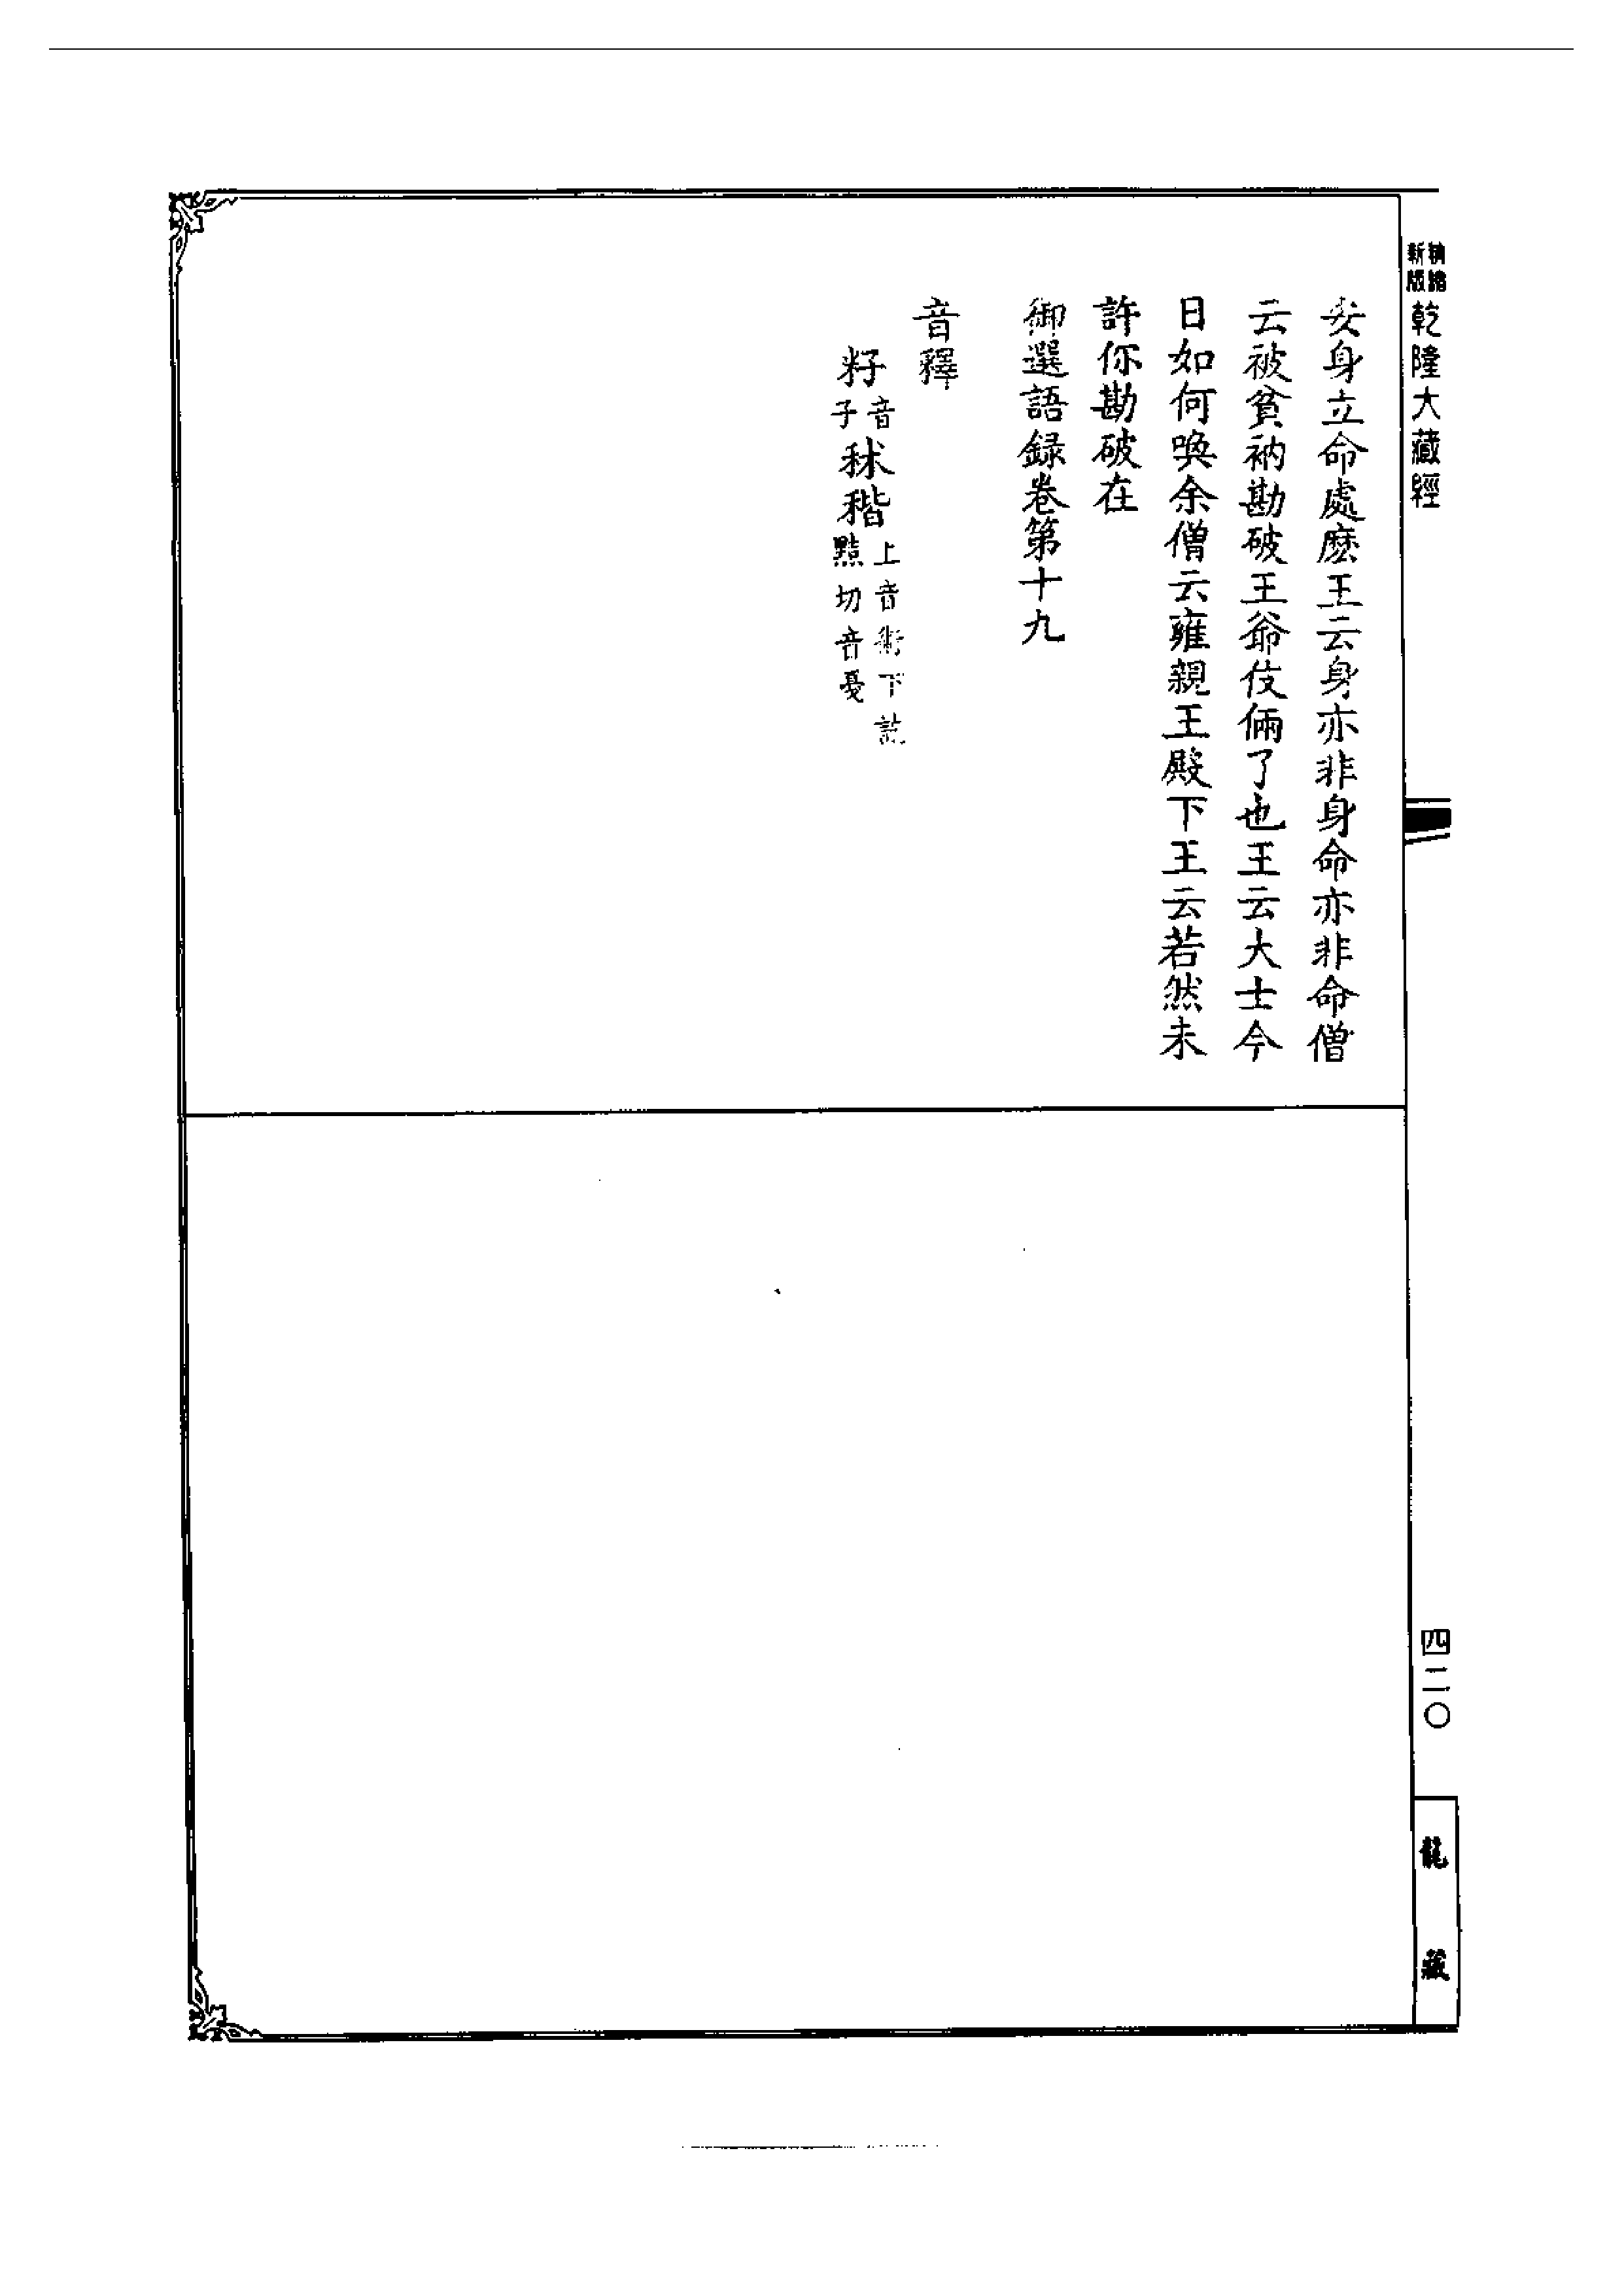 新版
乾隆大藏經
安身立命處麽王云身亦非身命亦非命僧
云被貧衲勘破王爺伎倆了也王云大士今
日如何喚余僧云雍親王殿下王云若然未
許你勘破在
御選語録卷第十九
音釋
籽音子秫稭上音術下訖黠切音戛
四二〇
龍藏